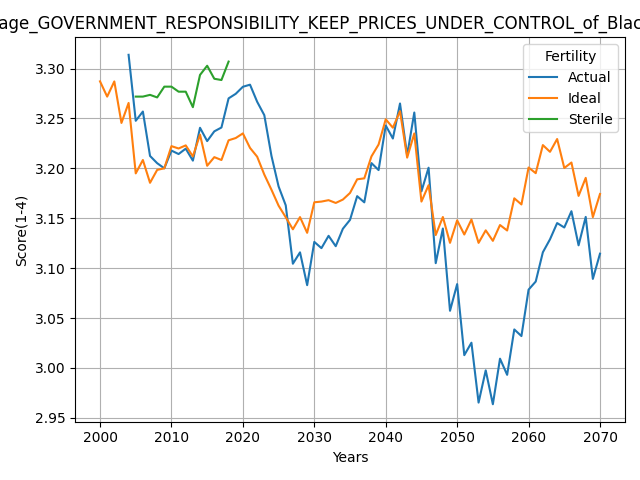 age_GOVERNMENT_RESPONSIBILITY_KEEP_PRICES_UNDER_CONTROL_of_Blac
Fertility
Actual
Ideal
Sterile
Score(1-4)
3.30
3.25
3.20
3.15
3.10
3.05
3.00
2.95
2000 2010 2020 2030 2040 2050 2060 2070
Years